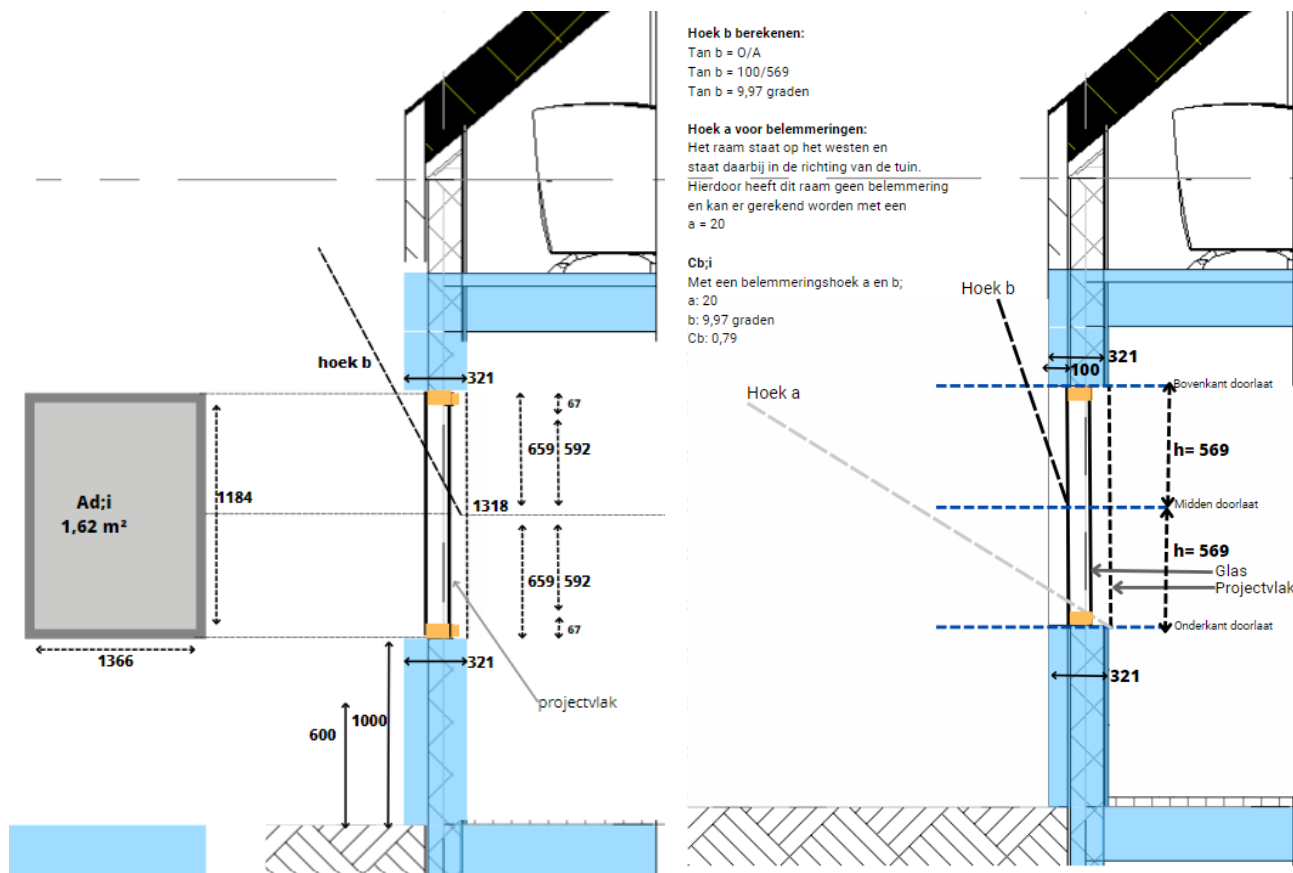 hoek b
321
67
659
592
1184
Ad;i
1,62 m²
1318
659
592
67
1366
321
1000
600
projectvlak
Hoek b berekenen:
Tan b = O/A
Tan b = 100/569
Tan b = 9,97 graden
Hoek a voor belemmeringen:
Het raam staat op het westen en
staat daarbij in de richting van de tuin.
Hierdoor heeft dit raam geen belemmering
en kan er gerekend worden met een
a = 20
Cb;i
Met een belemmeringshoek a en b;
a: 20
b: 9,97 graden
Cb: 0,79
Hoek b
321
100
Bovenkant doorlaat
Hoek a
h= 569
Midden doorlaat
h= 569
Glas
Projectvlak
Onderkant doorlaat
321